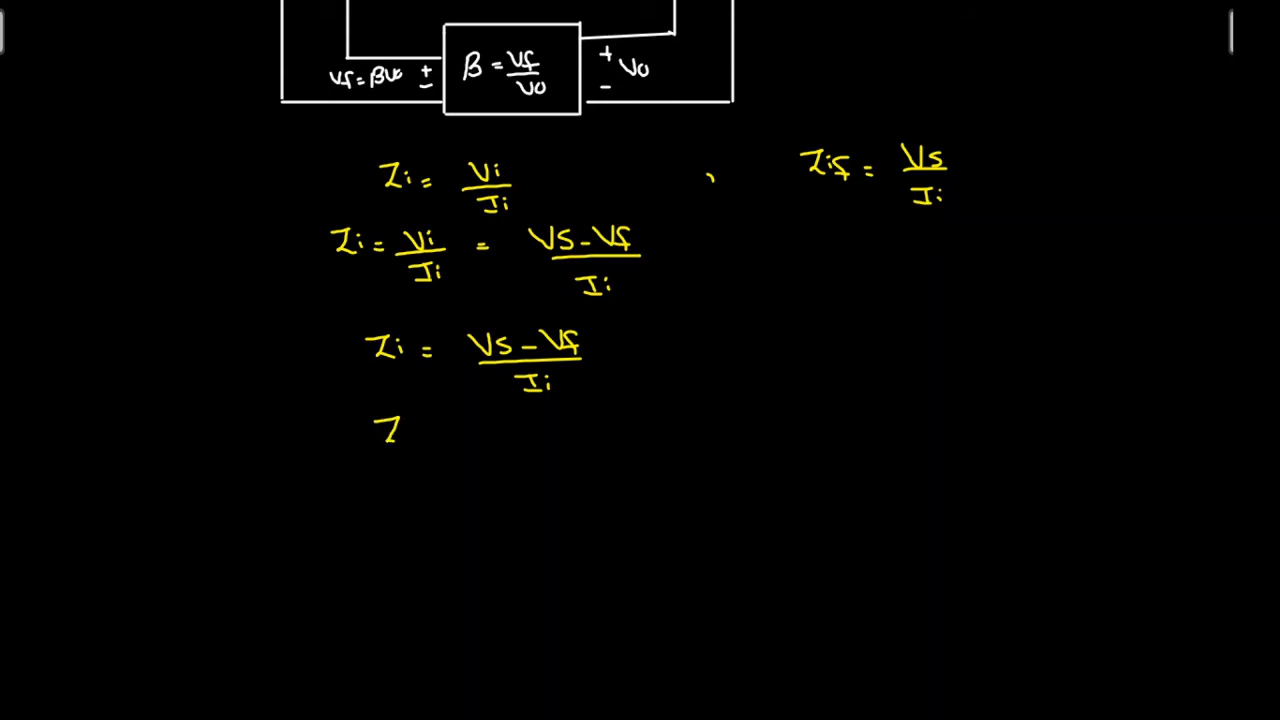 Vf = βVo + - β = Vf/Vo + - Vo
Zi = Vi/Ii , Zif = Vs/Ii
Zi = Vi/Ii = Vs - Vf/Ii
Zi = Vs - Vf/Ii
Z